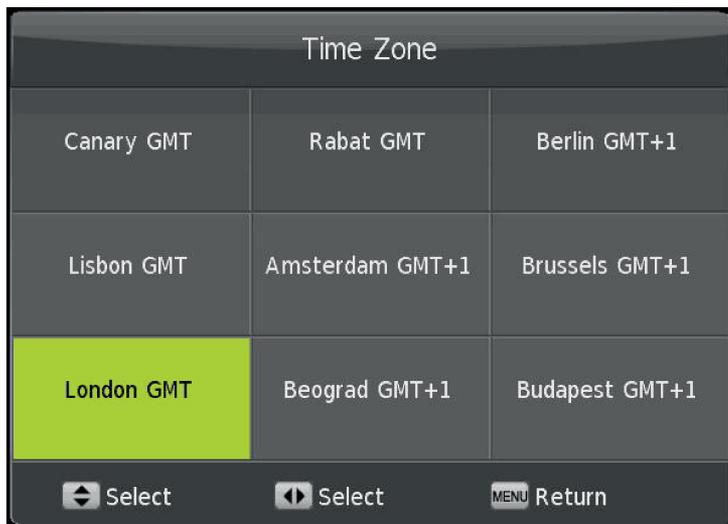 Time Zone
Canary GMT Rabat GMT Berlin GMT+1
Lisbon GMT Amsterdam GMT+1 Brussels GMT+1
London GMT Beograd GMT+1 Budapest GMT+1
Select Select MENU Return